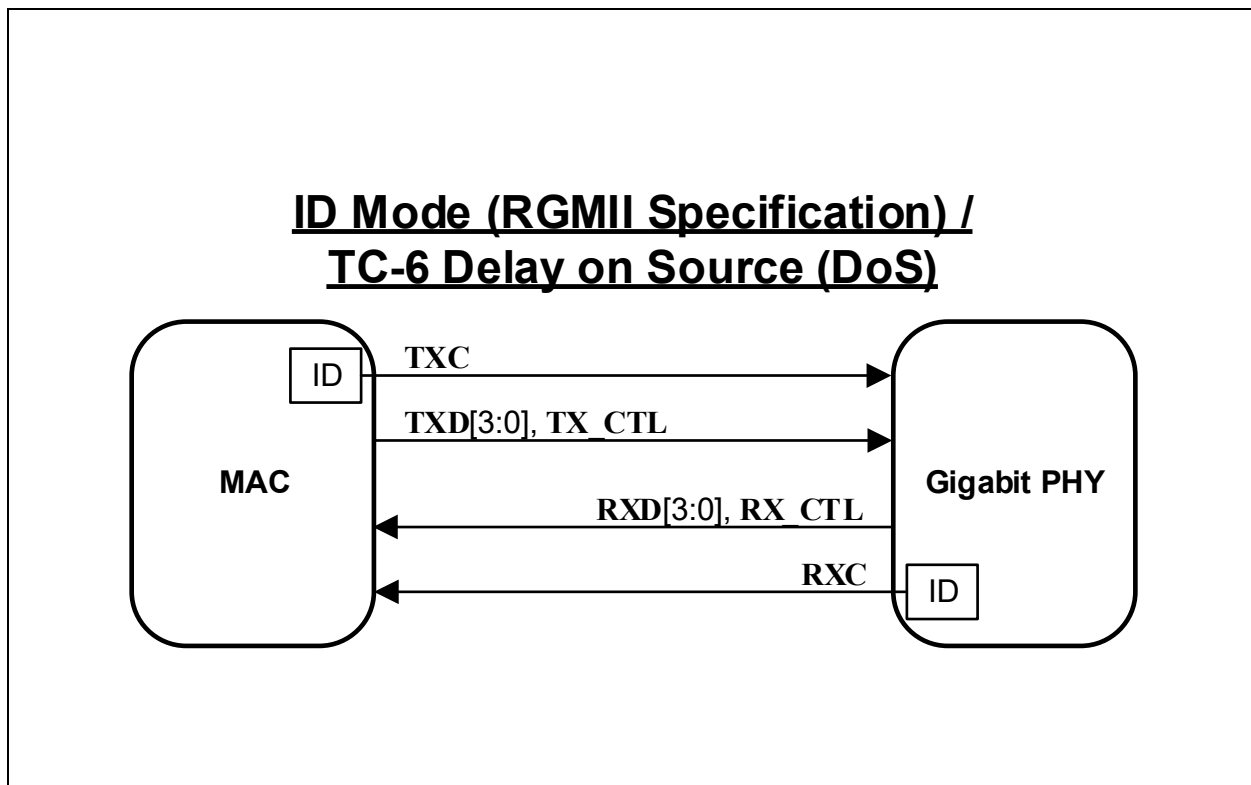 ID Mode (RGMII Specification) /
TC-6 Delay on Source (DoS)
ID
TXC
TXD[3:0], TX_CTL
MAC
Gigabit PHY
RXD[3:0], RX_CTL
RXC
ID